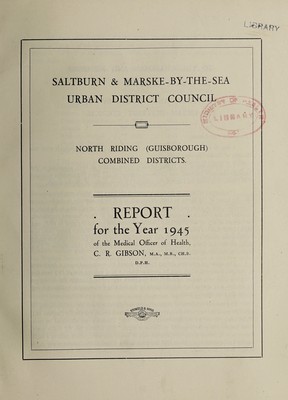 LIBRARY
SALTBURN & MARSKE-BY-THE-SEA
URBAN DISTRICT COUNCIL
NORTH RIDING (GUISBOROUGH)
COMBINED DISTRICTS.
. REPORT .
for the Year 1945
of the Medical Officer of Health,
C. R. GIBSON, M.A., M.B., CH.B.
D.P.H.